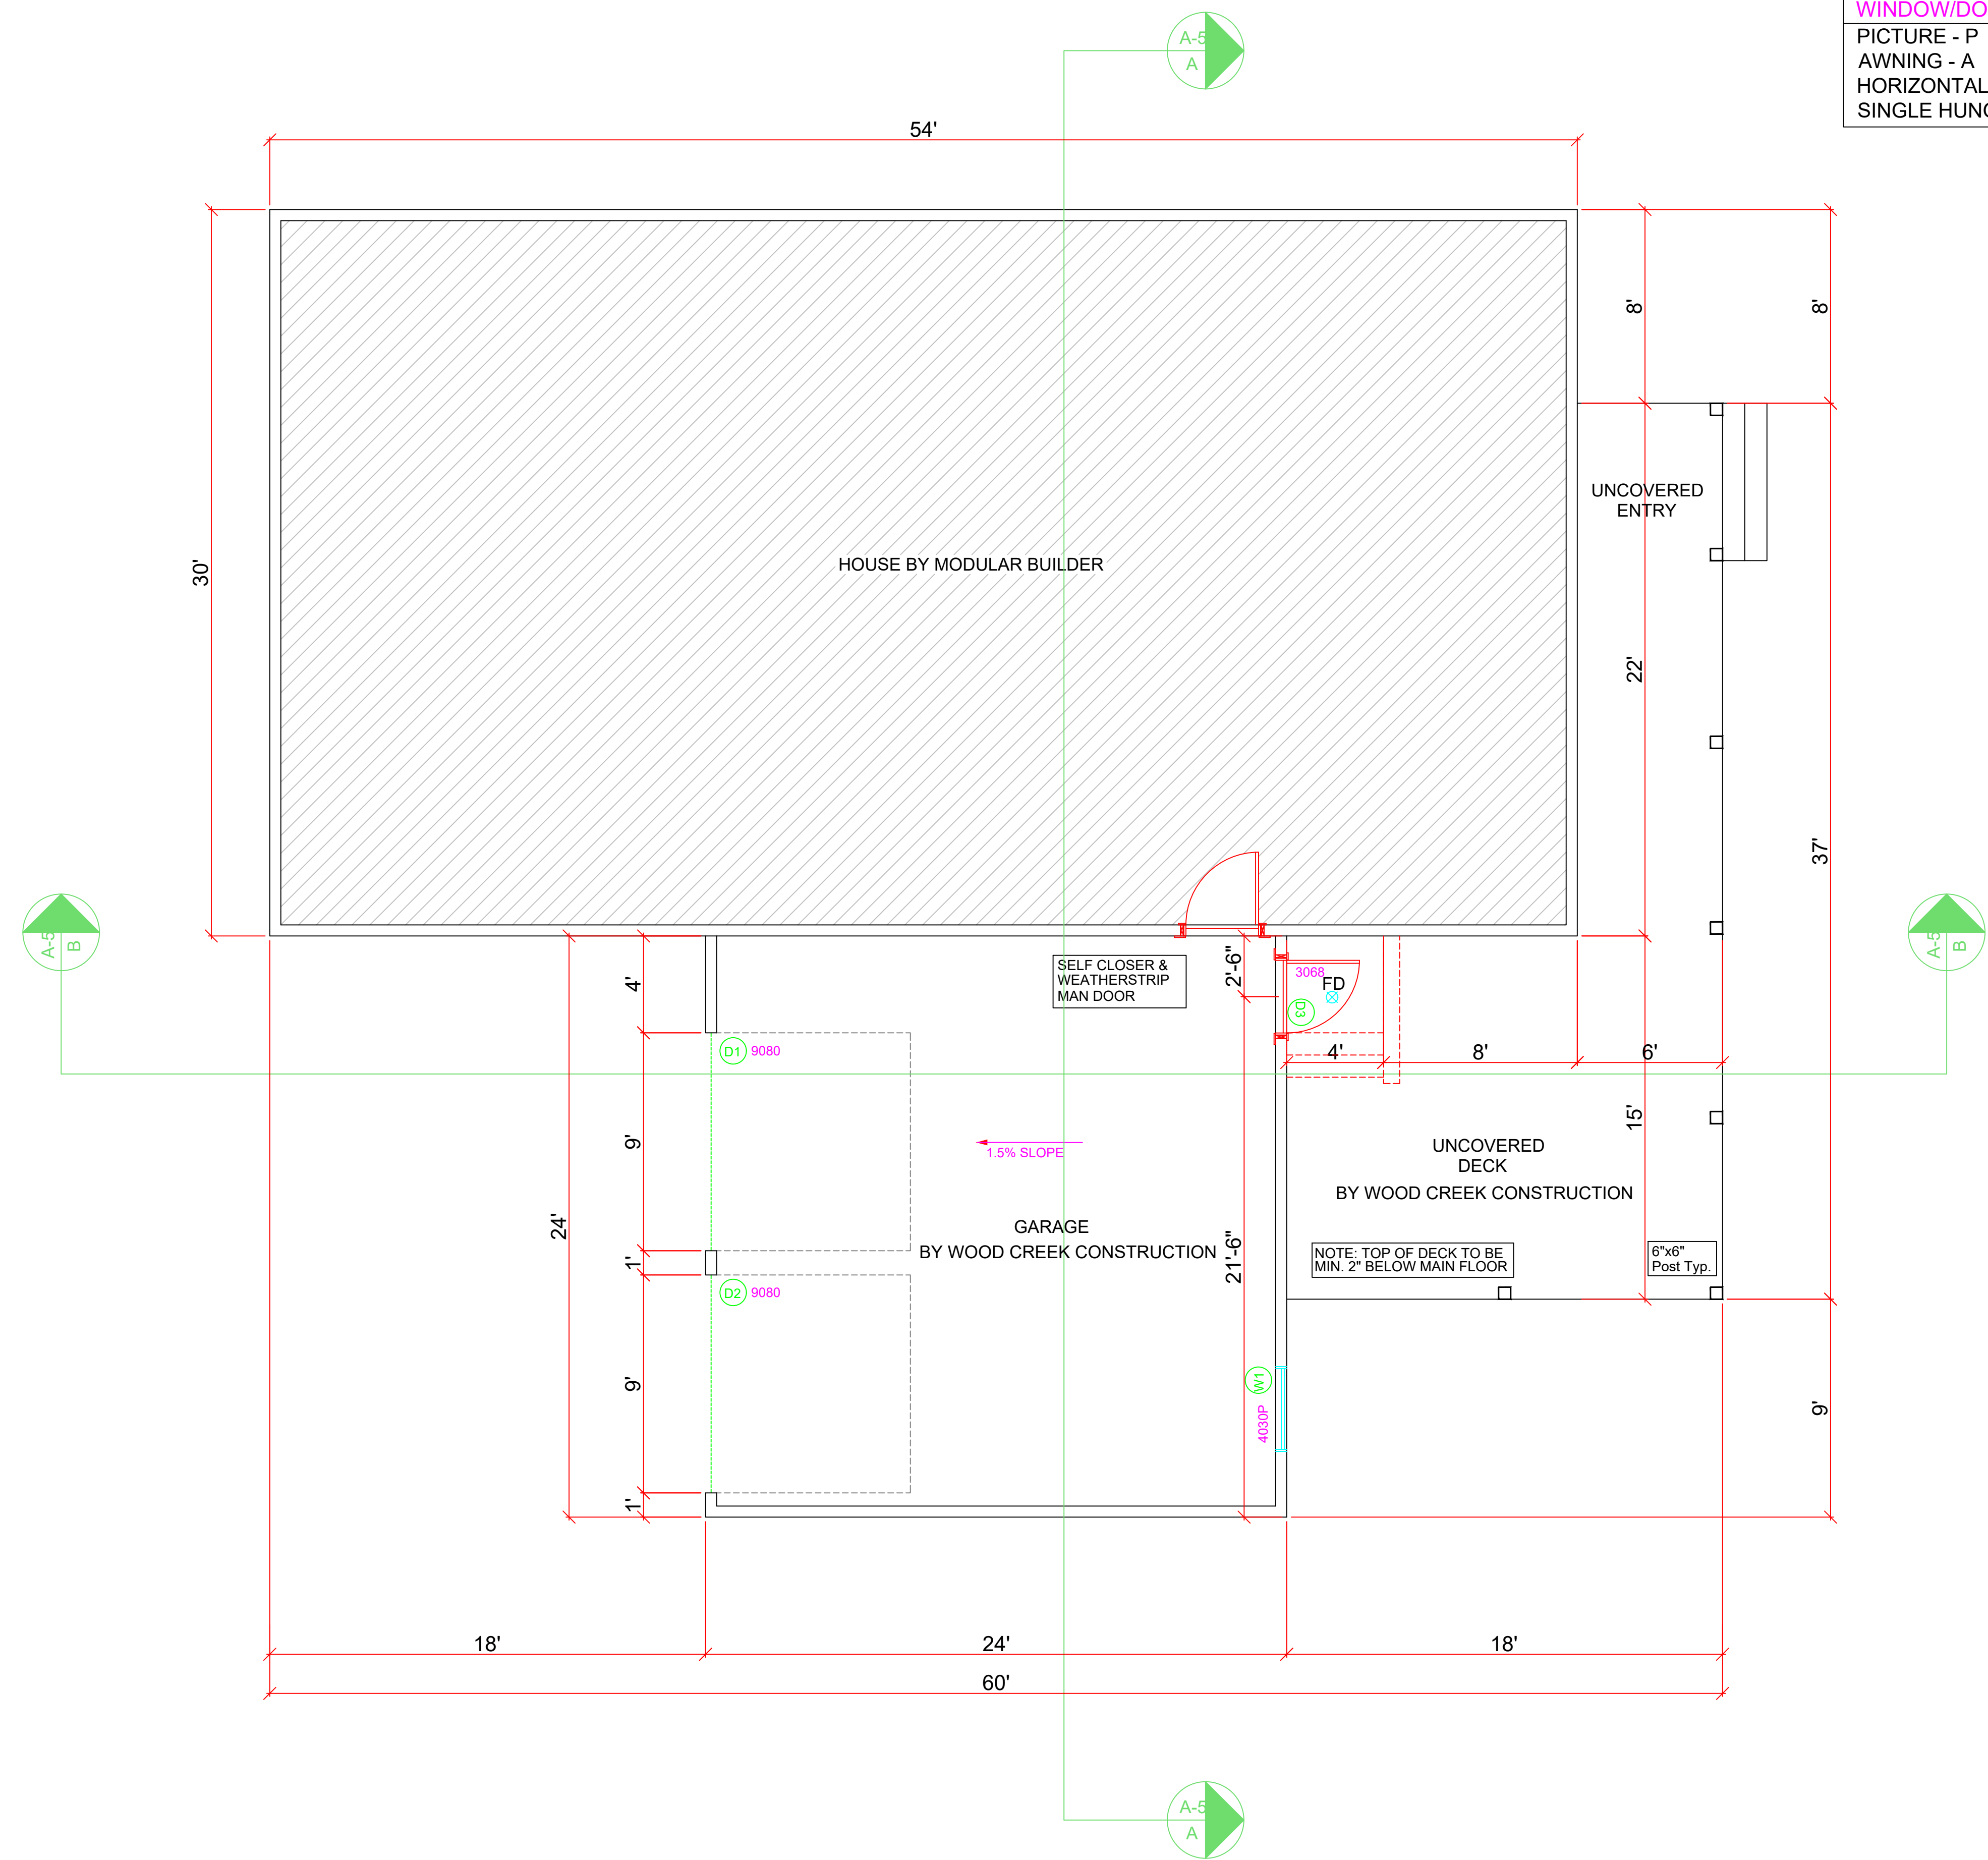 WINDOW/DO
PICTURE - P
AWNING - A
HORIZONTAL
SINGLE HUNG
A-5
A
54'
8'
8'
30'
UNCOVERED
ENTRY
HOUSE BY MODULAR BUILDER
22'
37'
A-5
B
A-5
B
4'
SELF CLOSER &
WEATHERSTRIP
MAN DOOR
2'-6"
3068
FD
D3
D1 9080
4'
8'
6'
9'
1.5% SLOPE
15'
UNCOVERED
DECK
BY WOOD CREEK CONSTRUCTION
24'
GARAGE
BY WOOD CREEK CONSTRUCTION
21'-6"
1'
NOTE: TOP OF DECK TO BE
MIN. 2" BELOW MAIN FLOOR
6"x6"
Post Typ.
D2 9080
9'
W1
4030P
9'
1'
18'
24'
18'
60'
A-5
A